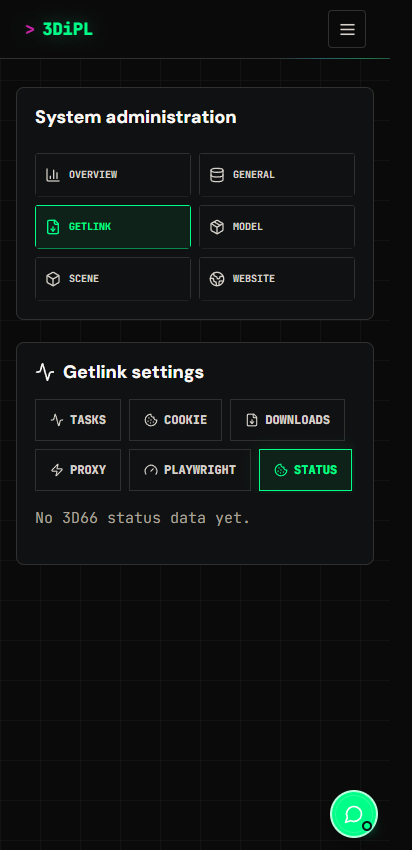 > 3DiPL
System administration
OVERVIEW
GENERAL
GETLINK
MODEL
SCENE
WEBSITE
Getlink settings
TASKS
COOKIE
DOWNLOADS
PROXY
PLAYWRIGHT
STATUS
No 3D66 status data yet.